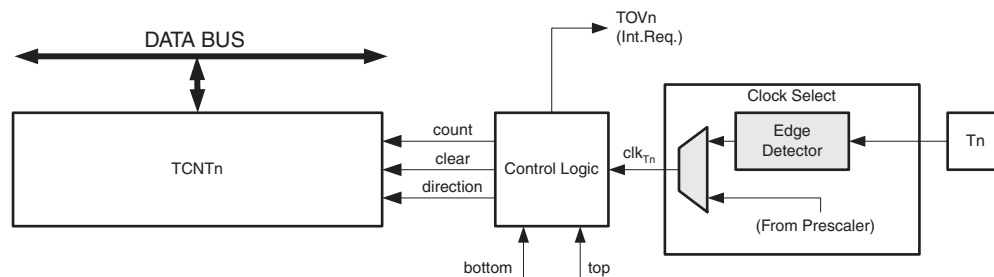 TOVn
(Int.Req.)
DATA BUS
Clock Select
TCNTn
count
clear
direction
Control Logic
clkTn
Edge
Detector
Tn
(From Prescaler)
bottom
top